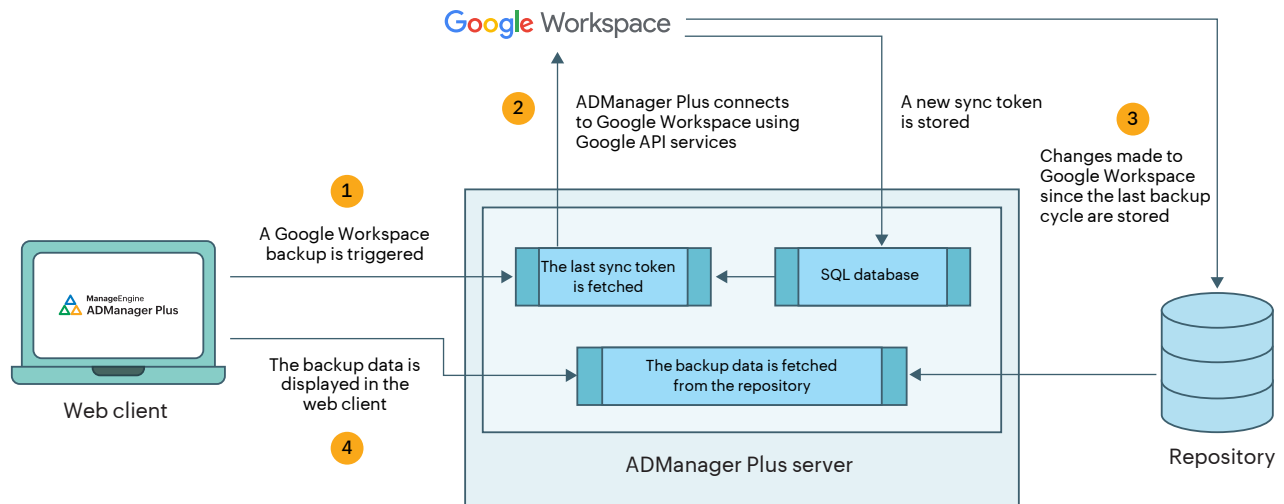 Google Workspace
2
ADManager Plus connects
to Google Workspace using
Google API services
A new sync token
is stored
3
Changes made to
Google Workspace
since the last backup
cycle are stored
1
A Google Workspace
backup is triggered
The last sync token
is fetched
SQL database
ManageEngine
ADManager Plus
The backup data is
displayed in the
web client
The backup data is fetched
from the repository
Web client
4
ADManager Plus server
Repository